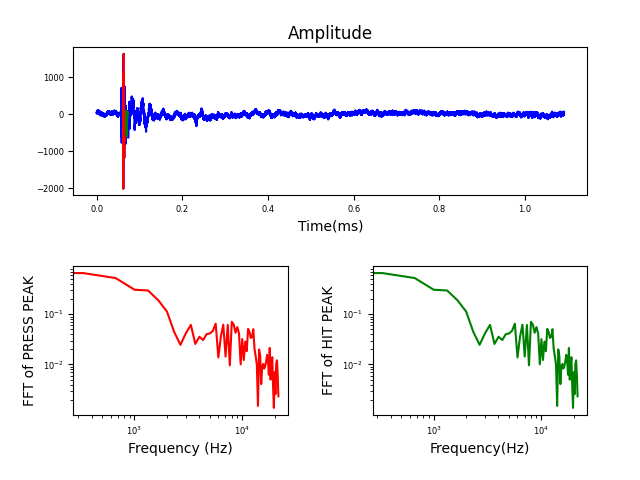 Amplitude
1000
0
−1000
−2000
0.0 0.2 0.4 0.6 0.8 1.0
Time(ms)
FFT of PRESS PEAK
10⁻¹
10⁻²
10³ 10⁴
Frequency (Hz)
FFT of HIT PEAK
10⁻¹
10⁻²
10³ 10⁴
Frequency(Hz)